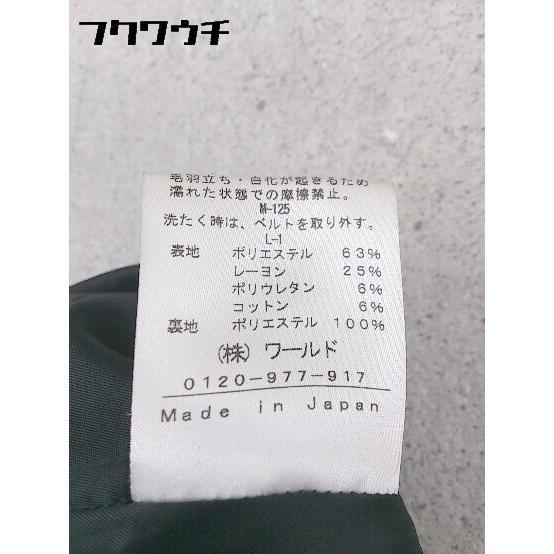 フクワウチ
毛羽立ち・白化が起きるため
濡れた状態での摩擦禁止。
M-125
洗たく時は、ベルトを取り外す。
L-1
表地 ポリエステル 63%
レーヨン 25%
ポリウレタン 6%
コットン 6%
裏地 ポリエステル 100%
(株) ワールド
0120-977-917
Made in Japan